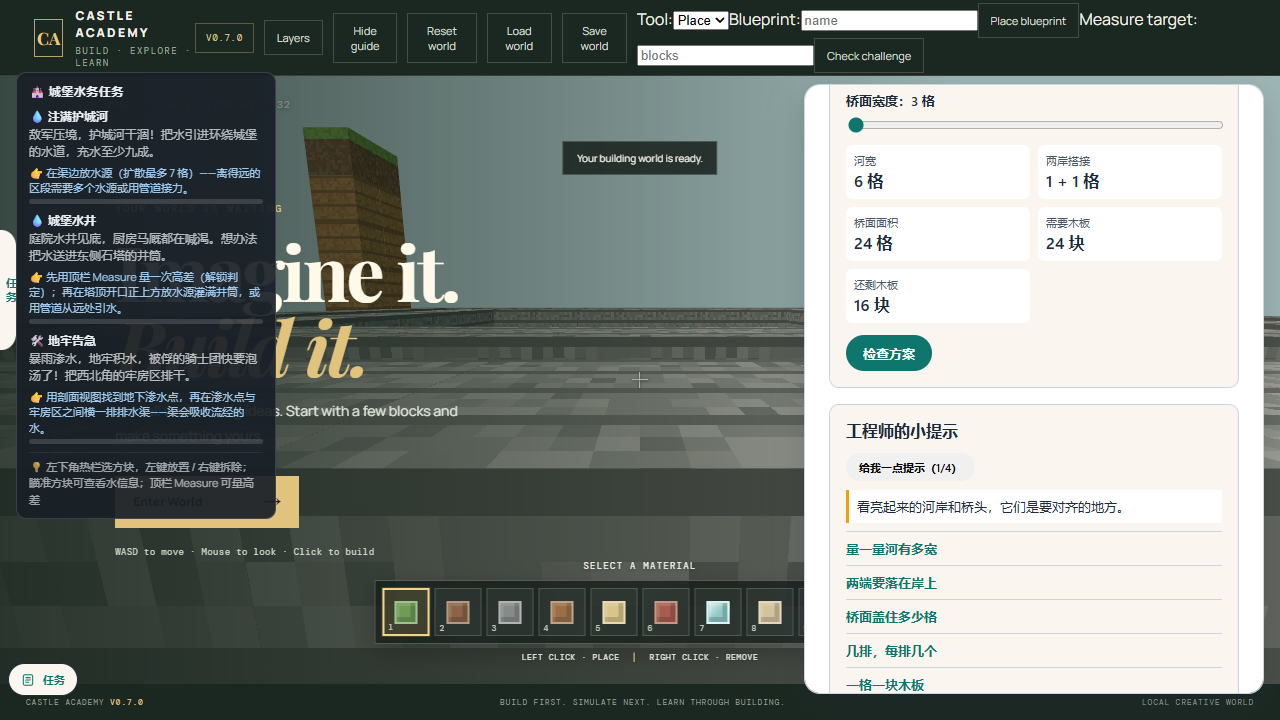 CA
CASTLE
ACADEMY
BUILD · EXPLORE ·
LEARN
V0.7.0
Layers
Hide
guide
Reset
world
Load
world
Save
world
Tool:
Place
Blueprint:
name
Place blueprint
Measure target:
blocks
Check challenge
🏰 城堡水务任务
💧 注满护城河
敌军压境，护城河干涸！把水引进环绕城堡
的水道，充水至少九成。
👉 在渠边放水源（扩散最多 7 格）——离得远的
区段需要多个水源或用管道接力。
💧 城堡水井
庭院水井见底，厨房马厩都在喊渴。想办法
把水送进东侧石塔的井筒。
👉 先用顶栏 Measure 量一次高差（解锁判
定）；再在塔顶开口正上方放水源灌满井筒，或
用管道从远处引水。
🛠 地牢告急
暴雨渗水，地牢积水，被俘的骑士团快要泡
汤了！把西北角的牢房区排干。
👉 用剖面视图找到地下渗水点，再在渗水点与
牢房区之间横一排排水渠——渠会吸收流经的
水。
💡 左下角热栏选方块，左键放置 / 右键拆除；
瞄准方块可查看水信息；顶栏 Measure 可量高
差
任
务
32
Your building world is ready.
Imagine it.
Build it.
s. Start with a few blocks and
make something yours.
Enter World →
WASD to move · Mouse to look · Click to build
SELECT A MATERIAL
1
2
3
4
5
6
7
8
LEFT CLICK · PLACE | RIGHT CLICK · REMOVE
桥面宽度：3 格
河宽
6 格
两岸搭接
1 + 1 格
桥面面积
24 格
需要木板
24 块
还剩木板
16 块
检查方案
工程师的小提示
给我一点提示（1/4）
看亮起来的河岸和桥头，它们是要对齐的地方。
量一量河有多宽
两端要落在岸上
桥面盖住多少格
几排，每排几个
一格一块木板
任务
CASTLE ACADEMY V0.7.0
BUILD FIRST. SIMULATE NEXT. LEARN THROUGH BUILDING.
LOCAL CREATIVE WORLD